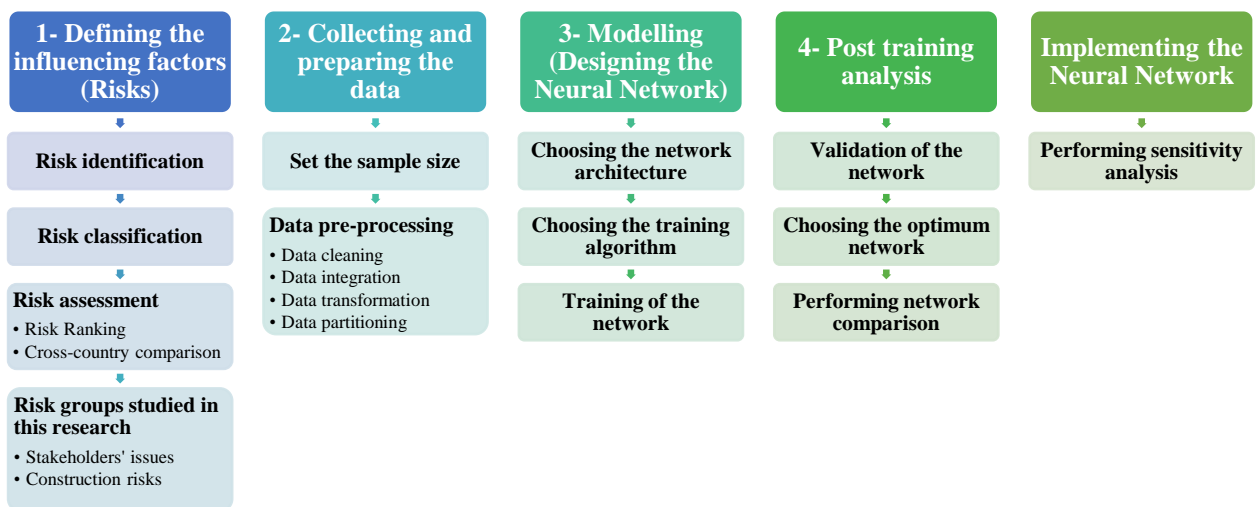 1- Defining the
influencing factors
(Risks)
Risk identification
Risk classification
Risk assessment
• Risk Ranking
• Cross-country comparison
Risk groups studied in
this research
• Stakeholders' issues
• Construction risks
2- Collecting and
preparing the
data
Set the sample size
Data pre-processing
• Data cleaning
• Data integration
• Data transformation
• Data partitioning
3- Modelling
(Designing the
Neural Network)
Choosing the network
architecture
Choosing the training
algorithm
Training of the
network
4- Post training
analysis
Validation of the
network
Choosing the optimum
network
Performing network
comparison
Implementing the
Neural Network
Performing sensitivity
analysis